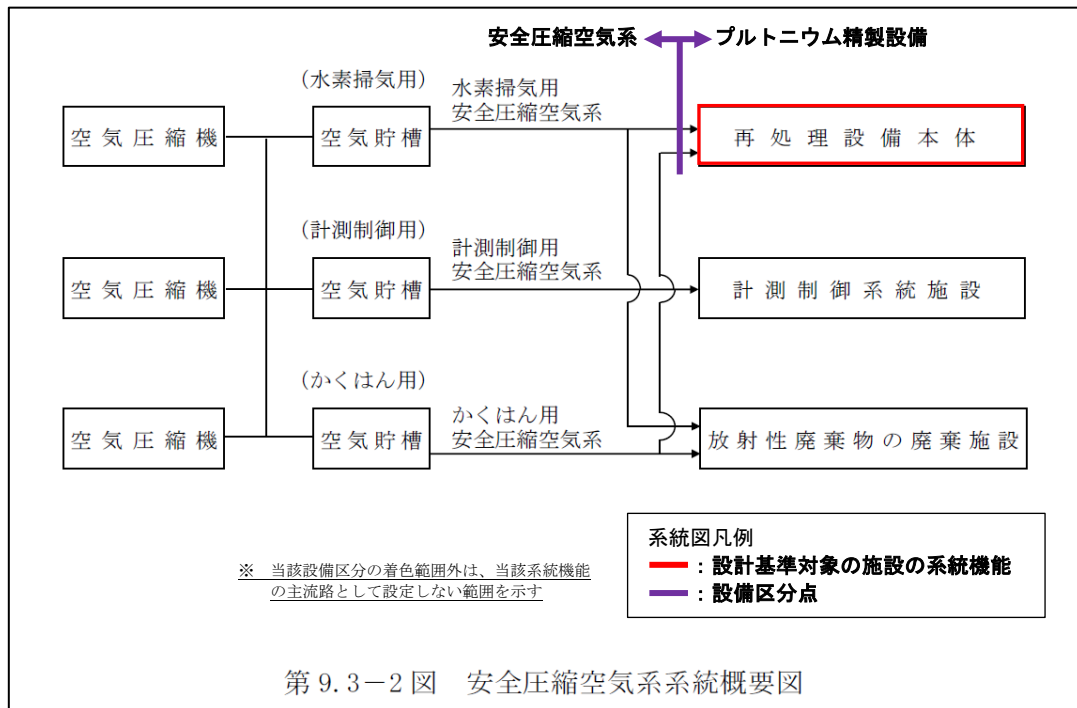 安全圧縮空気系 プルトニウム精製設備
(水素掃気用)
水素掃気用
安全圧縮空気系
空気圧縮機
空気貯槽
再処理設備本体
(計測制御用)
計測制御用
安全圧縮空気系
空気圧縮機
空気貯槽
計測制御系統施設
(かくはん用)
かくはん用
安全圧縮空気系
空気圧縮機
空気貯槽
放射性廃棄物の廃棄施設
系統図凡例
:設計基準対象の施設の系統機能
:設備区分点
※ 当該設備区分の着色範囲外は、当該系統機能
の主流路として設定しない範囲を示す
第9.3-2図 安全圧縮空気系系統概要図